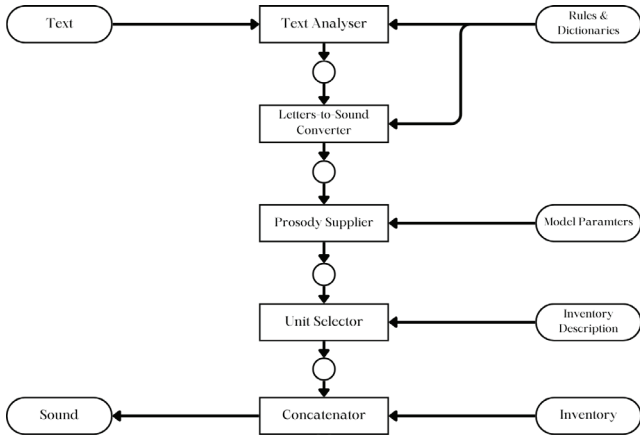 Text
Text Analyser
Rules &
Dictionaries
Letters-to-Sound
Converter
Prosody Supplier
Model Paramters
Unit Selector
Inventory
Description
Sound
Concatenator
Inventory